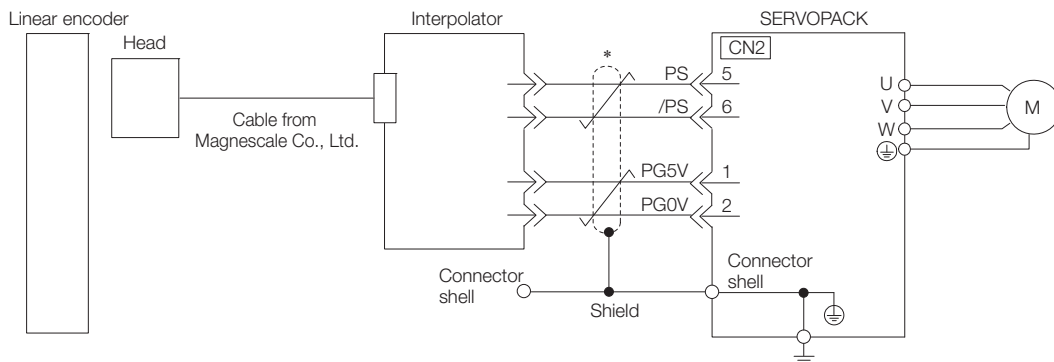 Linear encoder
Head
Interpolator
SERVOPACK
CN2
*
PS
5
/PS
6
U
V
W
M
Cable from
Magnescale Co., Ltd.
PG5V
1
PG0V
2
Connector
shell
Shield
Connector
shell